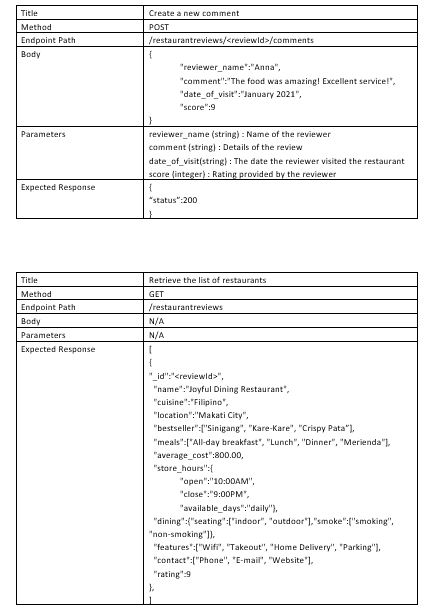 Title Create a new comment
Method POST
Endpoint Path /restaurantreviews/<reviewId>/comments
Body {
"reviewer_name":"Anna",
"comment":"The food was amazing! Excellent service!",
"date_of_visit":"January 2021",
"score":9
}
Parameters reviewer_name (string) : Name of the reviewer
comment (string) : Details of the review
date_of_visit(string) : The date the reviewer visited the restaurant
score (integer) : Rating provided by the reviewer
Expected Response {
"status":200
}
Title Retrieve the list of restaurants
Method GET
Endpoint Path /restaurantreviews
Body N/A
Parameters N/A
Expected Response [
{
"_id":"<reviewId>",
"name":"Joyful Dining Restaurant",
"cuisine":"Filipino",
"location":"Makati City",
"bestseller":["Sinigang", "Kare-Kare", "Crispy Pata"],
"meals":["All-day breakfast", "Lunch", "Dinner", "Merienda"],
"average_cost":800.00,
"store_hours":{
"open":"10:00AM",
"close":"9:00PM",
"available_days":"daily"},
"dining":{"seating":["indoor", "outdoor"],"smoke":["smoking",
"non-smoking"]},
"features":["Wifi", "Takeout", "Home Delivery", "Parking"],
"contact":["Phone", "E-mail", "Website"],
"rating":9
},
]